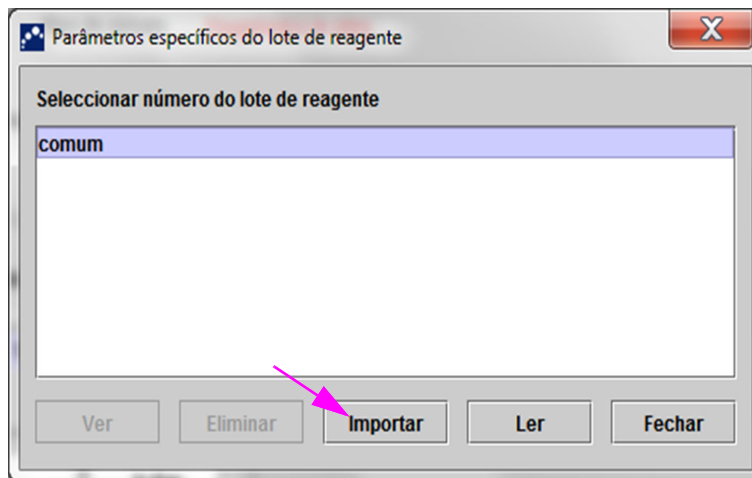 Parâmetros específicos do lote de reagente
Seleccionar número do lote de reagente
comum
Ver Eliminar Importar Ler Fechar